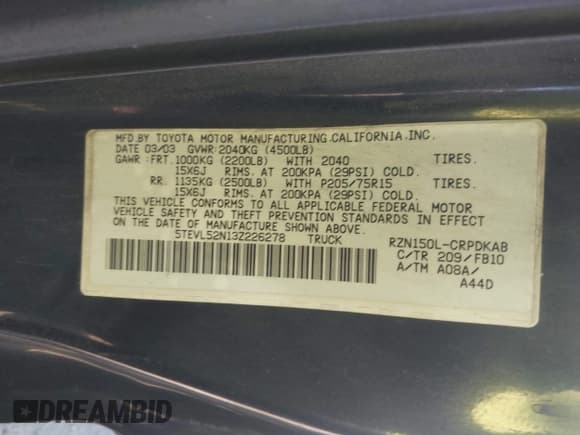 MFD.BY TOYOTA MOTOR MANUFACTURING.CALIFORNIA.INC.
DATE 03/03 GVWR:2040KG (4500LB)
GAWR:FRT.1000KG (2200LB) WITH 2040 TIRES.
15X6J RIMS. AT 200KPA (29PSI) COLD.
RR. 1135KG (2500LB) WITH P205/75R15 TIRES.
15X6J RIMS. AT 200KPA (29PSI) COLD.
THIS VEHICLE CONFORMS TO ALL APPLICABLE FEDERAL MOTOR
VEHICLE SAFETY AND THEFT PREVENTION STANDARDS IN EFFECT
ON THE DATE OF MANUFACTURE SHOWN ABOVE.
5TEVL52N13Z226278 TRUCK RZN150L-CRPDKAB
C/TR 209/FB10
A/TM A08A/
A44D
DREAMBID